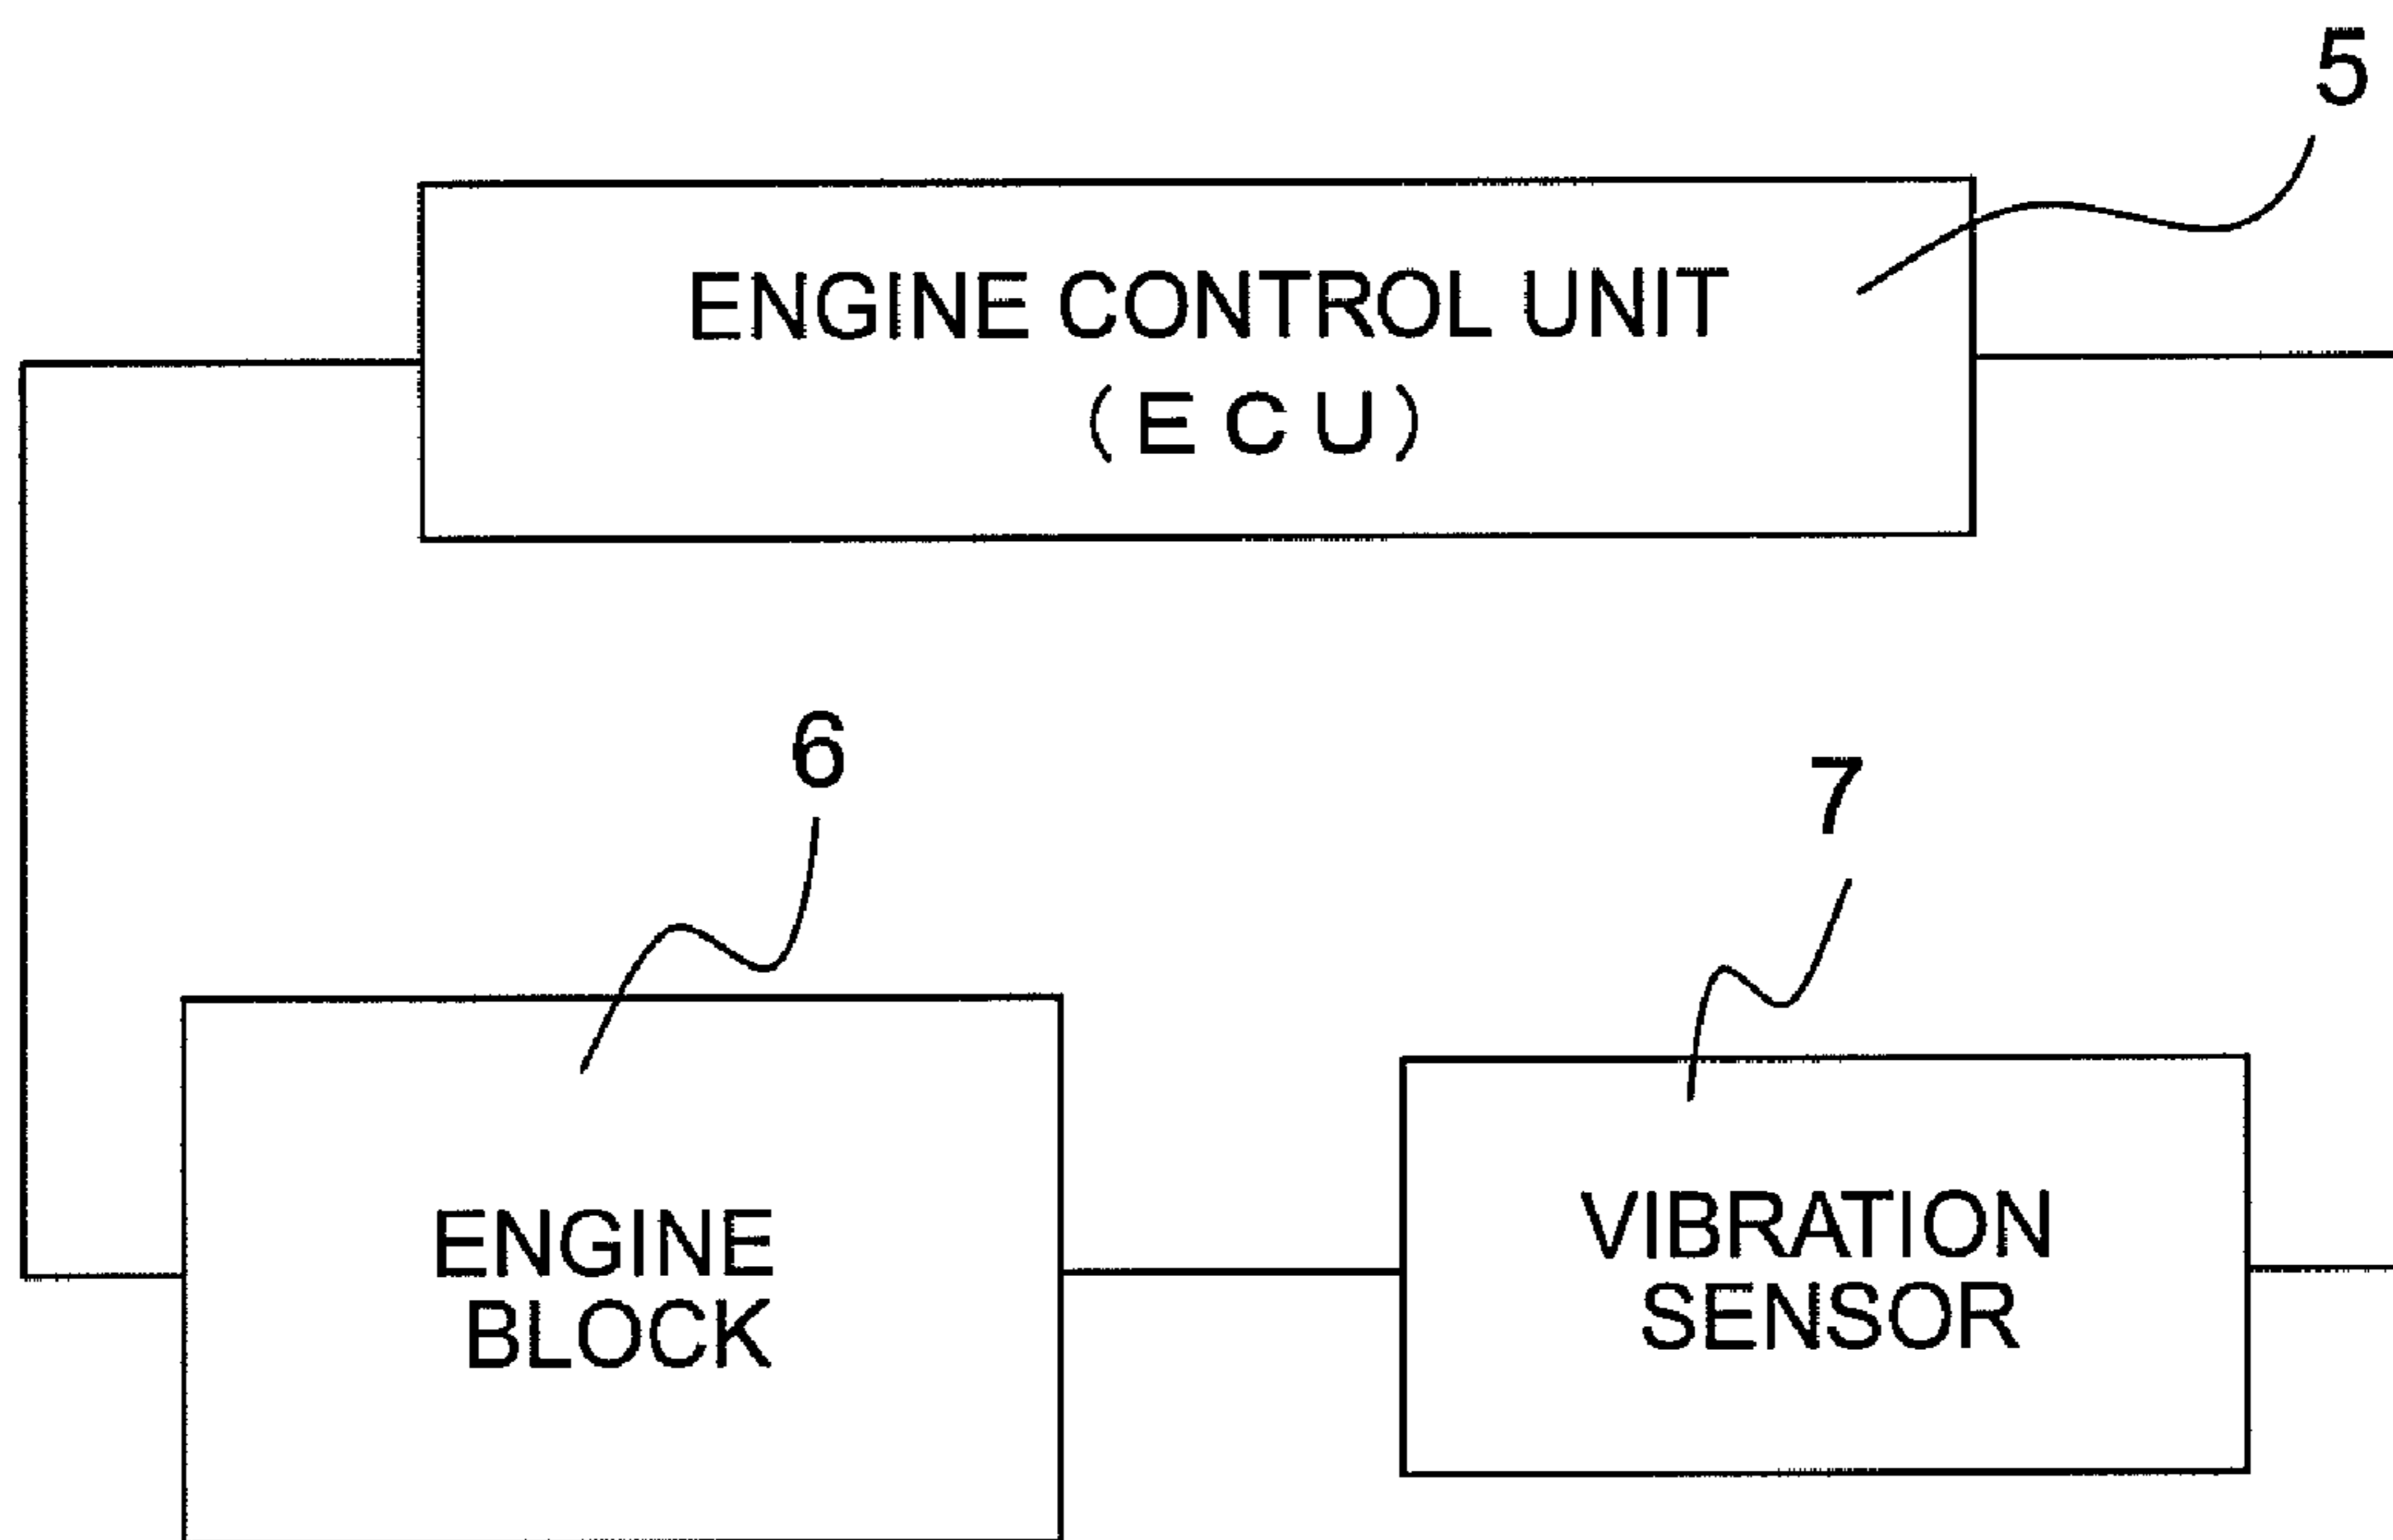 5
ENGINE CONTROL UNIT
(ECU)
6
7
ENGINE
BLOCK
VIBRATION
SENSOR